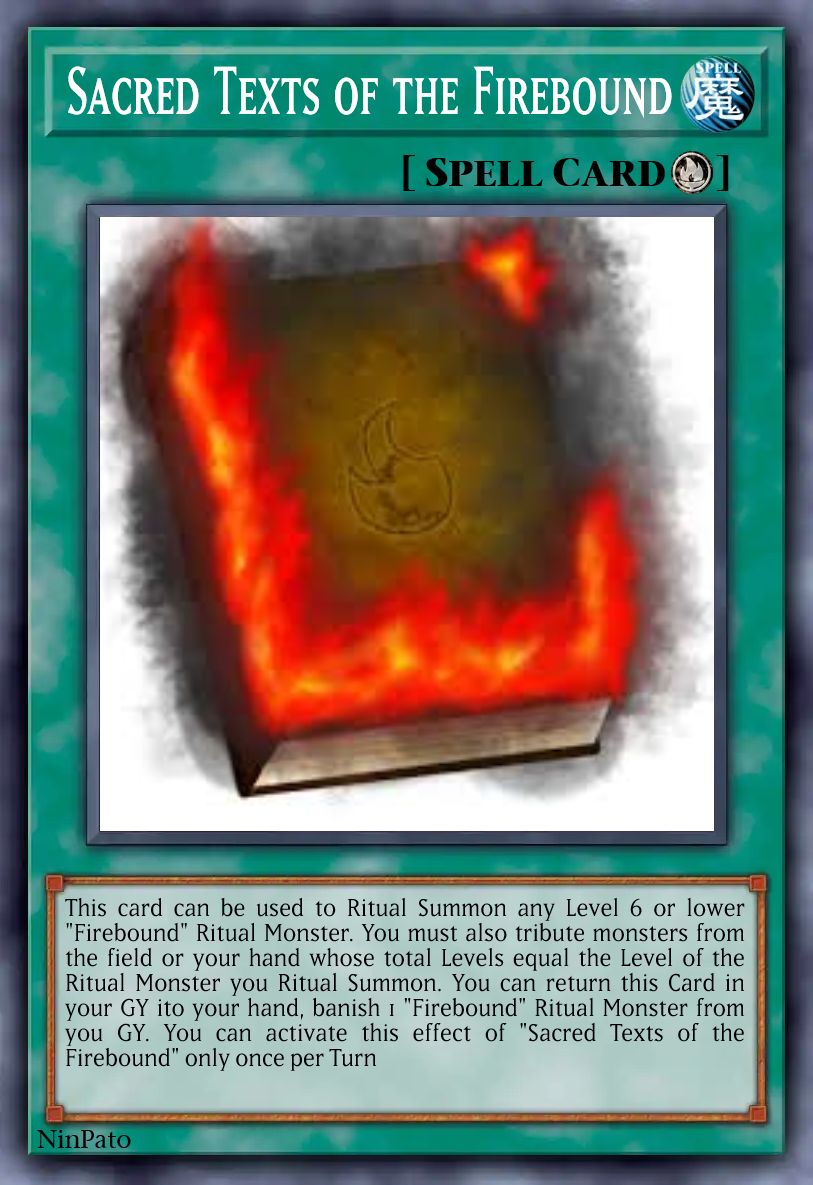 Sacred Texts of the Firebound
SPELL
魔
[ Spell Card ]
This card can be used to Ritual Summon any Level 6 or lower
"Firebound" Ritual Monster. You must also tribute monsters from
the field or your hand whose total Levels equal the Level of the
Ritual Monster you Ritual Summon. You can return this Card in
your GY ito your hand, banish 1 "Firebound" Ritual Monster from
you GY. You can activate this effect of "Sacred Texts of the
Firebound" only once per Turn
NinPato